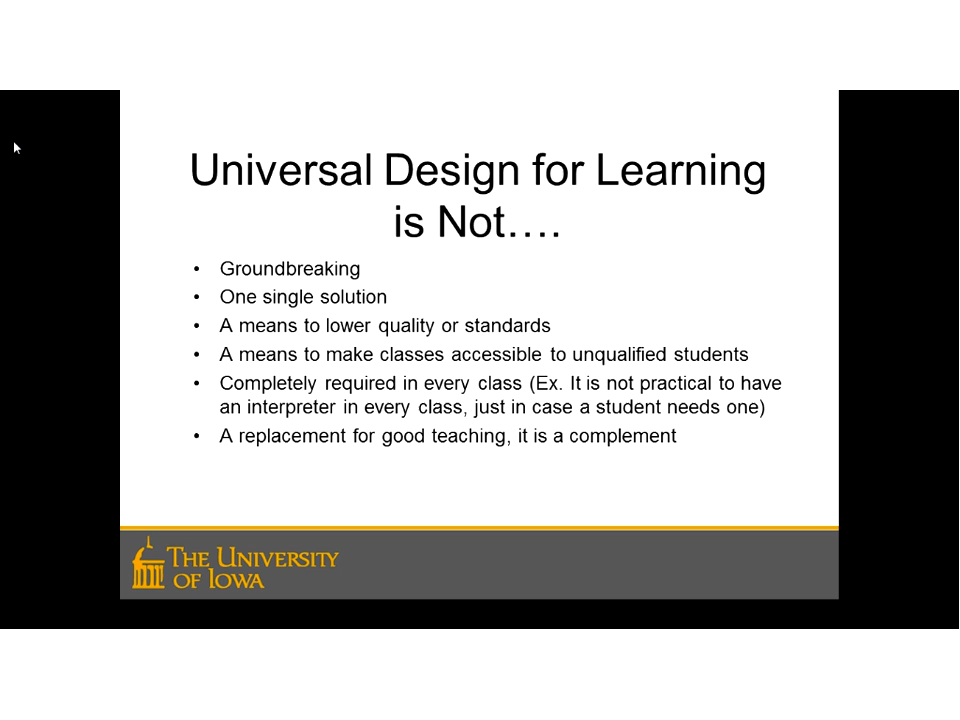 Universal Design for Learning
is Not….
• Groundbreaking
• One single solution
• A means to lower quality or standards
• A means to make classes accessible to unqualified students
• Completely required in every class (Ex. It is not practical to have
an interpreter in every class, just in case a student needs one)
• A replacement for good teaching, it is a complement
THE UNIVERSITY
OF IOWA